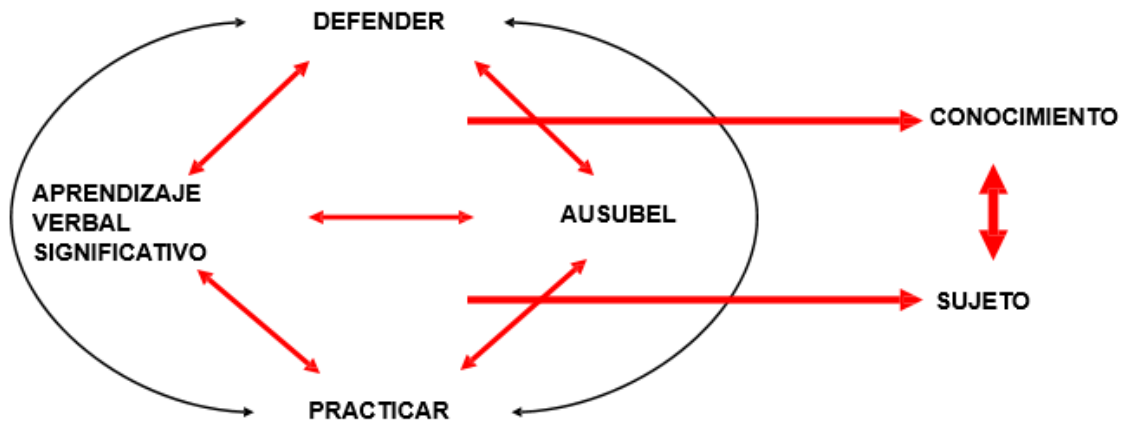 DEFENDER
CONOCIMIENTO
APRENDIZAJE
VERBAL
SIGNIFICATIVO
AUSUBEL
SUJETO
PRACTICAR